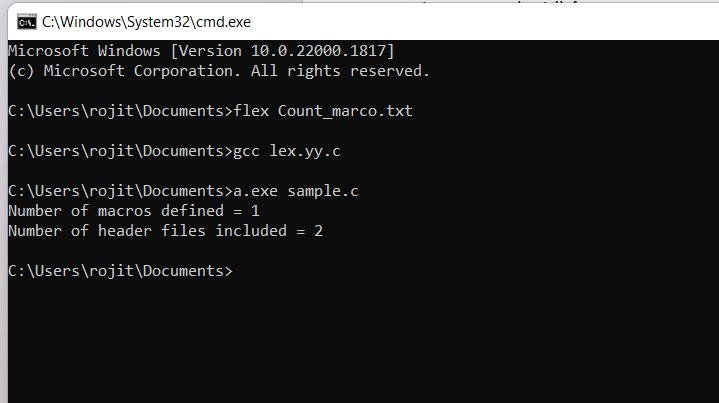 C:\Windows\System32\cmd.exe
Microsoft Windows [Version 10.0.22000.1817]
(c) Microsoft Corporation. All rights reserved.
C:\Users\rojit\Documents>flex Count_marco.txt
C:\Users\rojit\Documents>gcc lex.yy.c
C:\Users\rojit\Documents>a.exe sample.c
Number of macros defined = 1
Number of header files included = 2
C:\Users\rojit\Documents>